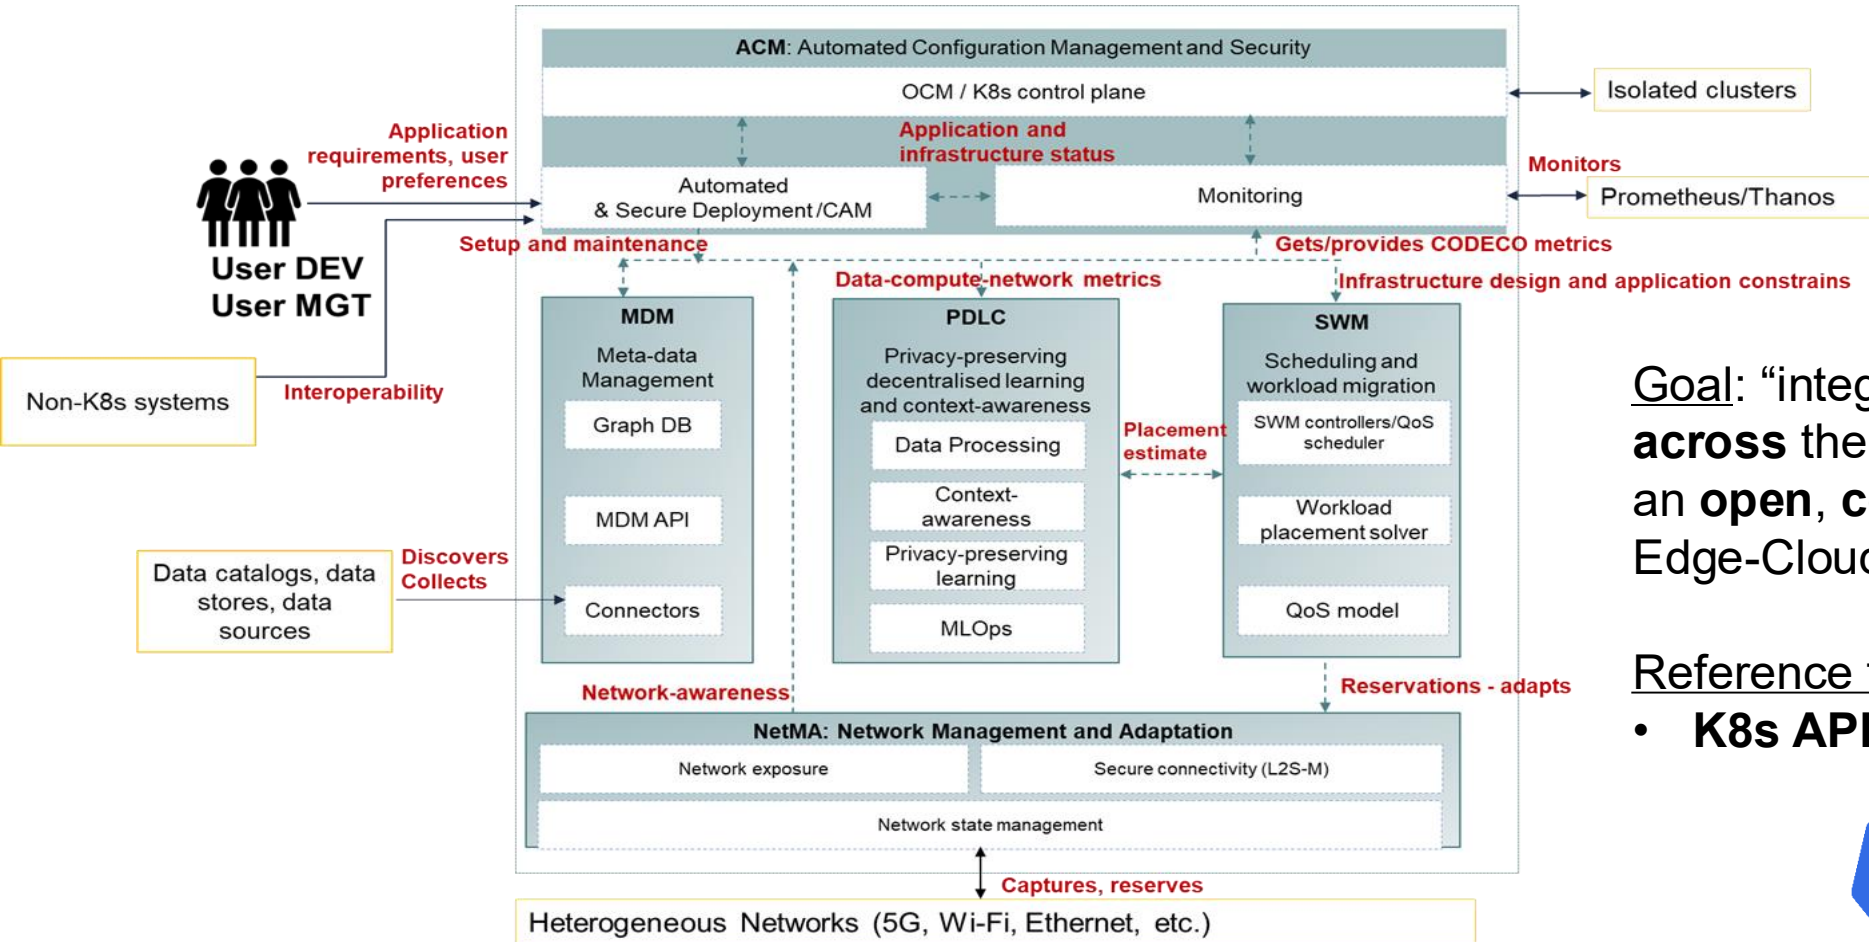 ACM: Automated Configuration Management and Security
OCM / K8s control plane
Isolated clusters
Application
requirements, user
preferences
Application and
infrastructure status
Monitors
Automated
& Secure Deployment/CAM
Monitoring
Prometheus/Thanos
User DEV
User MGT
Setup and maintenance
Gets/provides CODECO metrics
Data-compute-network metrics
Infrastructure design and application constrains
Non-K8s systems
Interoperability
MDM
Meta-data
Management
Graph DB
MDM API
Connectors
Data catalogs, data
stores, data
sources
Discovers
Collects
PDLC
Privacy-preserving
decentralised learning
and context-awareness
Data Processing
Context-
awareness
Privacy-preserving
learning
MLOps
Placement
estimate
SWM
Scheduling and
workload migration
SWM controllers/QoS
scheduler
Workload
placement solver
QoS model
Network-awareness
Reservations - adapts
NetMA: Network Management and Adaptation
Network exposure
Secure connectivity (L2S-M)
Network state management
Captures, reserves
Heterogeneous Networks (5G, Wi-Fi, Ethernet, etc.)
Goal: “integ
across the
an open, c
Edge-Cloud
Reference
• K8s API